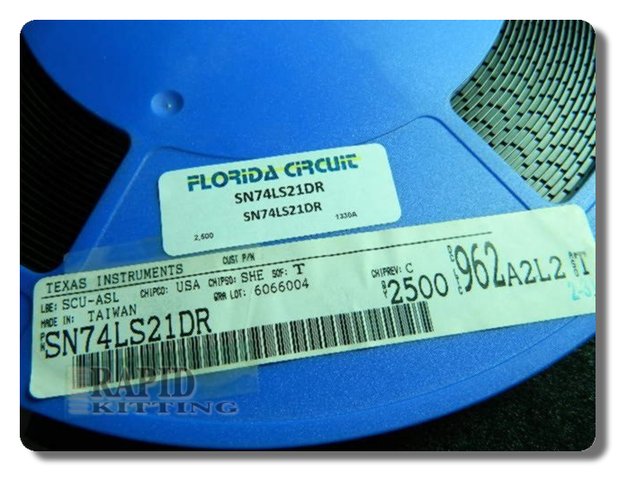 FLORIDA CIRCUIT
SN74LS21DR
SN74LS21DR
2,500 1330A
TEXAS INSTRUMENTS CUST P/N
LBE: SCU-ASL CHIPCO: USA CHIPSO: SHE SOF: T CHIPREV: C
MADE IN: TAIWAN QRA LOT: 6066004 2500 962A2L2 T
SN74LS21DR
RAPID
KITTING